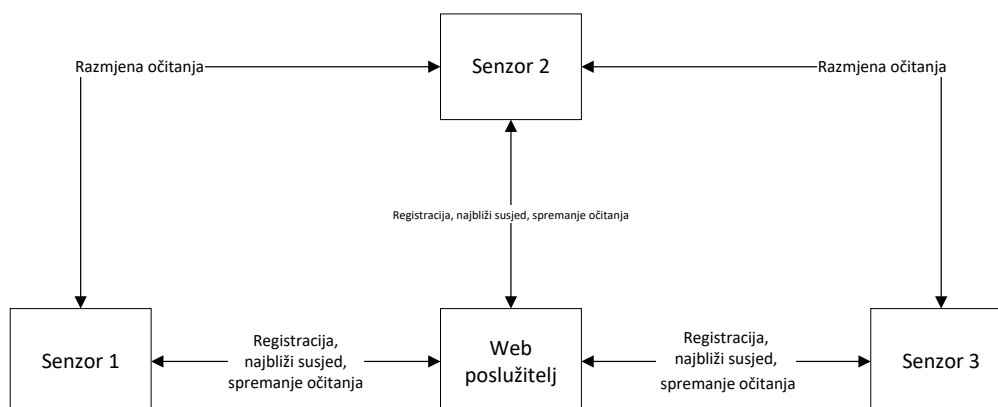 Razmjena očitanja
Senzor 2
Razmjena očitanja
Registracija, najbliži susjed, spremanje očitanja
Senzor 1
Registracija,
najbliži susjed,
spremanje očitanja
Web
poslužitelj
Registracija,
najbliži susjed,
spremanje očitanja
Senzor 3